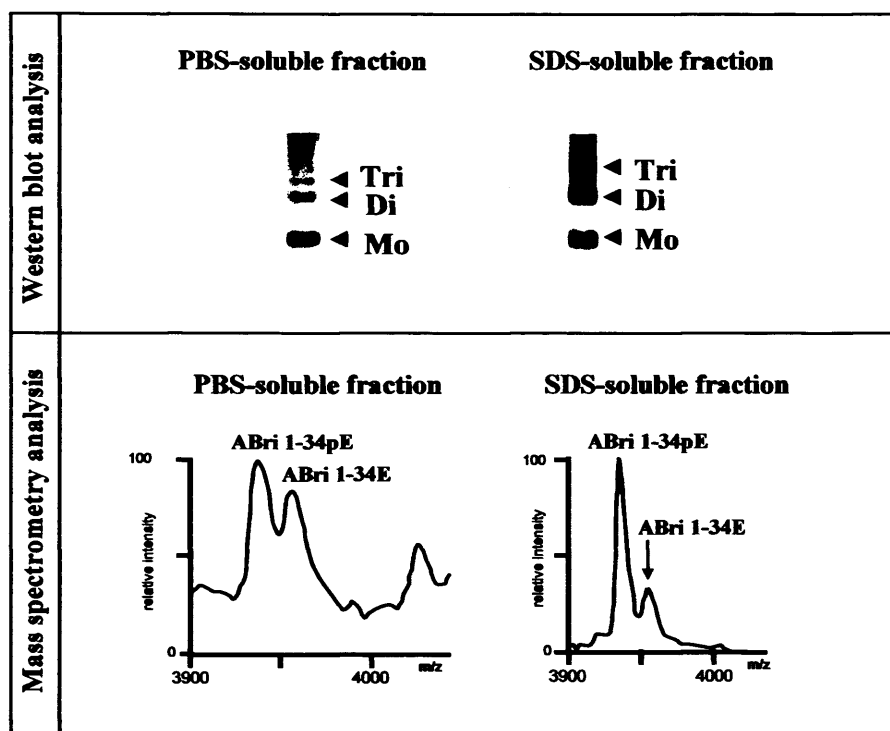 Western blot analysis
PBS-soluble fraction
SDS-soluble fraction
Tri
Di
Mo
Tri
Di
Mo
Mass spectrometry analysis
PBS-soluble fraction
SDS-soluble fraction
ABri 1-34pE
ABri 1-34E
100
50
0
relative intensity
3900
4000
m/z
ABri 1-34pE
ABri 1-34E
100
50
0
relative intensity
3900
4000
m/z